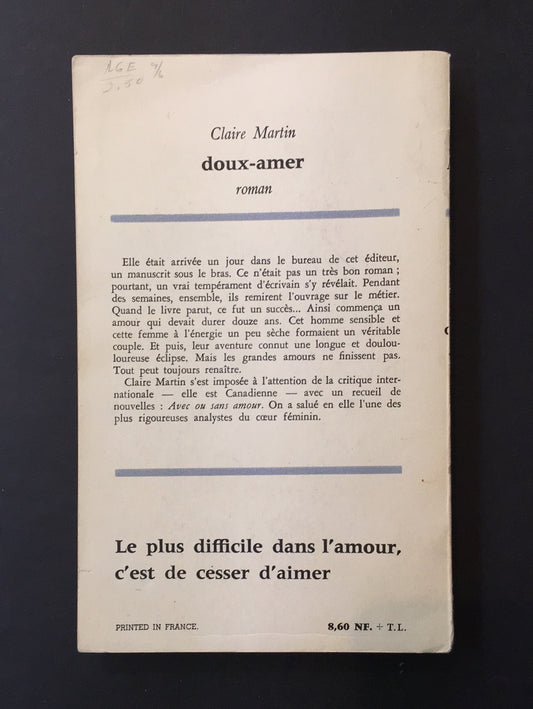 Claire Martin
doux-amer
roman
Elle était arrivée un jour dans le bureau de cet éditeur,
un manuscrit sous le bras. Ce n'était pas un très bon roman ;
pourtant, un vrai tempérament d'écrivain s'y révélait. Pendant
des semaines, ensemble, ils remirent l'ouvrage sur le métier.
Quand le livre parut, ce fut un succès... Ainsi commença un
amour qui devait durer douze ans. Cet homme sensible et
cette femme à l'énergie un peu sèche formaient un véritable
couple. Et puis, leur aventure connut une longue et doulou-
loureuse éclipse. Mais les grandes amours ne finissent pas.
Tout peut toujours renaître.
Claire Martin s'est imposée à l'attention de la critique inter-
nationale — elle est Canadienne — avec un recueil de
nouvelles : Avec ou sans amour. On a salué en elle l'une des
plus rigoureuses analystes du cœur féminin.
Le plus difficile dans l'amour,
c'est de cesser d'aimer
PRINTED IN FRANCE.
8,60 NF. + T.L.